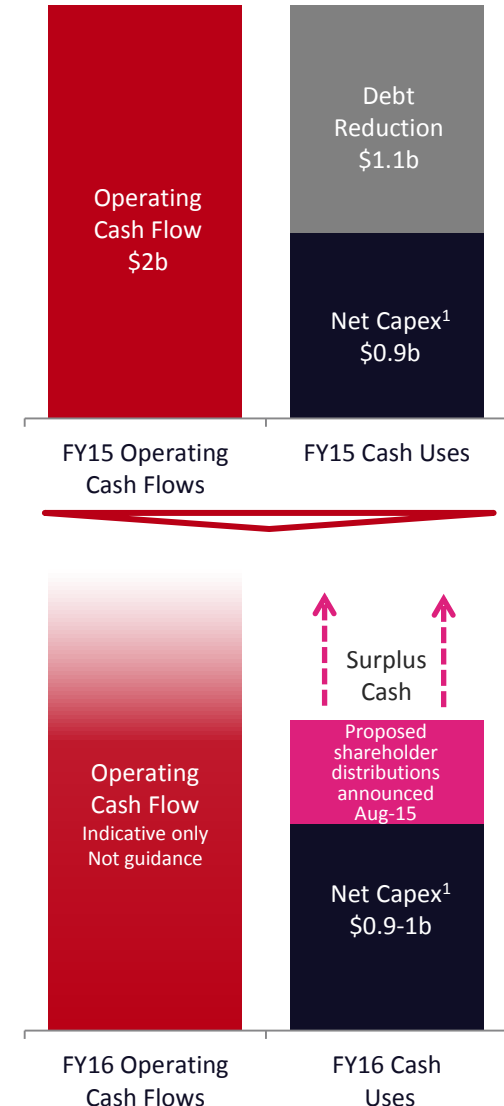 Operating
Cash Flow
$2b
Debt
Reduction
$1.1b
Net Capex¹
$0.9b
FY15 Operating
Cash Flows
FY15 Cash Uses
Operating
Cash Flow
Indicative only
Not guidance
Surplus
Cash
Proposed
shareholder
distributions
announced
Aug-15
Net Capex¹
$0.9-1b
FY16 Operating
Cash Flows
FY16 Cash
Uses